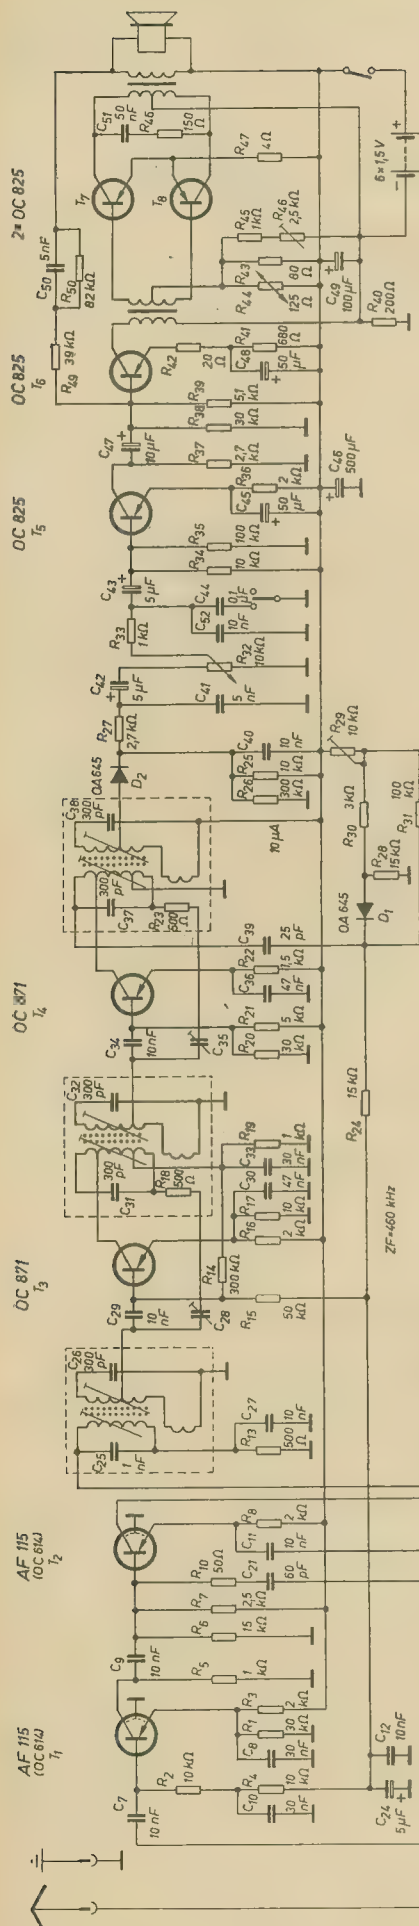 AF 115
(OC 614)
T1
AF 115
(OC 614)
T2
OC 871
T3
OC 871
T4
OC 825
T5
OC 825
T6
2× OC 825
C7
10 nF
R2
10 kΩ
C10
30 nF
R4
10 kΩ
C8
30 nF
R1
30 kΩ
R3
2 kΩ
C24
5 µF
+
C12
10 nF
R5
1 kΩ
C9
10 nF
R6
15 kΩ
R7
2,5 kΩ
R10
50 Ω
C21
60 pF
C11
10 nF
R8
2 kΩ
C25
1 nF
C26
300 pF
R13
500 Ω
C27
10 nF
C29
10 nF
C28
R15
50 kΩ
R14
300 kΩ
R16
2 kΩ
R17
10 kΩ
C30
47 nF
C33
30 nF
R19
1 kΩ
C31
300 pF
R18
500 Ω
C32
300 pF
ZF=460 kHz
R24
15 kΩ
C34
10 nF
C35
R20
30 kΩ
R21
5 kΩ
C36
47 nF
R22
1,5 kΩ
C39
25 pF
C37
300 pF
R23
500 Ω
C38
300 pF
10 µA
OA 645
D1
R28
15 kΩ
R30
3 kΩ
R31
100 kΩ
R29
10 kΩ
OA 645
D2
R26
300 kΩ
R25
10 kΩ
C40
10 nF
R27
2,7 kΩ
C42
5 µF
+
C41
5 nF
R32
10 kΩ
R33
1 kΩ
C52
10 nF
C44
0,1 µF
C43
5 µF
+
R34
10 kΩ
R35
100 kΩ
C45
50 µF
+
R36
2 kΩ
C46
500 µF
+
R37
2,7 kΩ
C47
10 µF
+
R38
30 kΩ
R39
5,1 kΩ
R42
20 Ω
C48
50 µF
+
R41
680 Ω
R49
39 kΩ
R50
82 kΩ
C50
5 nF
R40
200 Ω
C49
100 µF
+
R44
125 Ω
R43
80 Ω
R45
1 kΩ
R46
2,5 kΩ
T7
T8
R47
4 Ω
C51
50 nF
R46
150 Ω
6×1,5 V
−
+